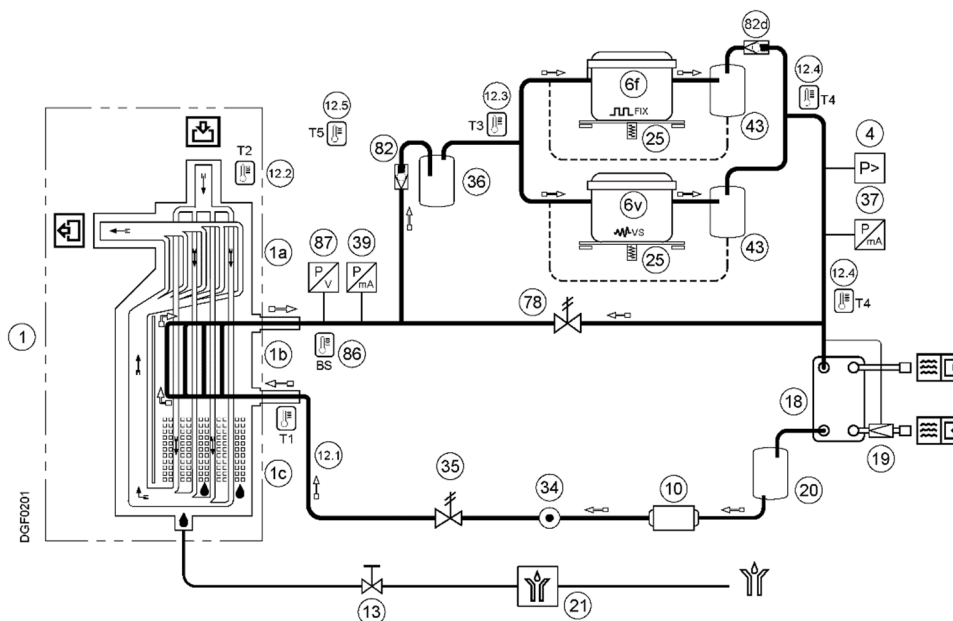 82d
12.5
12.3
6f
FIX
12.4
T4
T5
T3
T2
12.2
82
25
43
4
P>
36
6v
VS
37
P
mA
25
43
1a
87
39
P
V
P
mA
78
12.4
T4
1
BS
86
1b
18
T1
12.1
35
34
10
20
19
1c
DGF0201
13
21